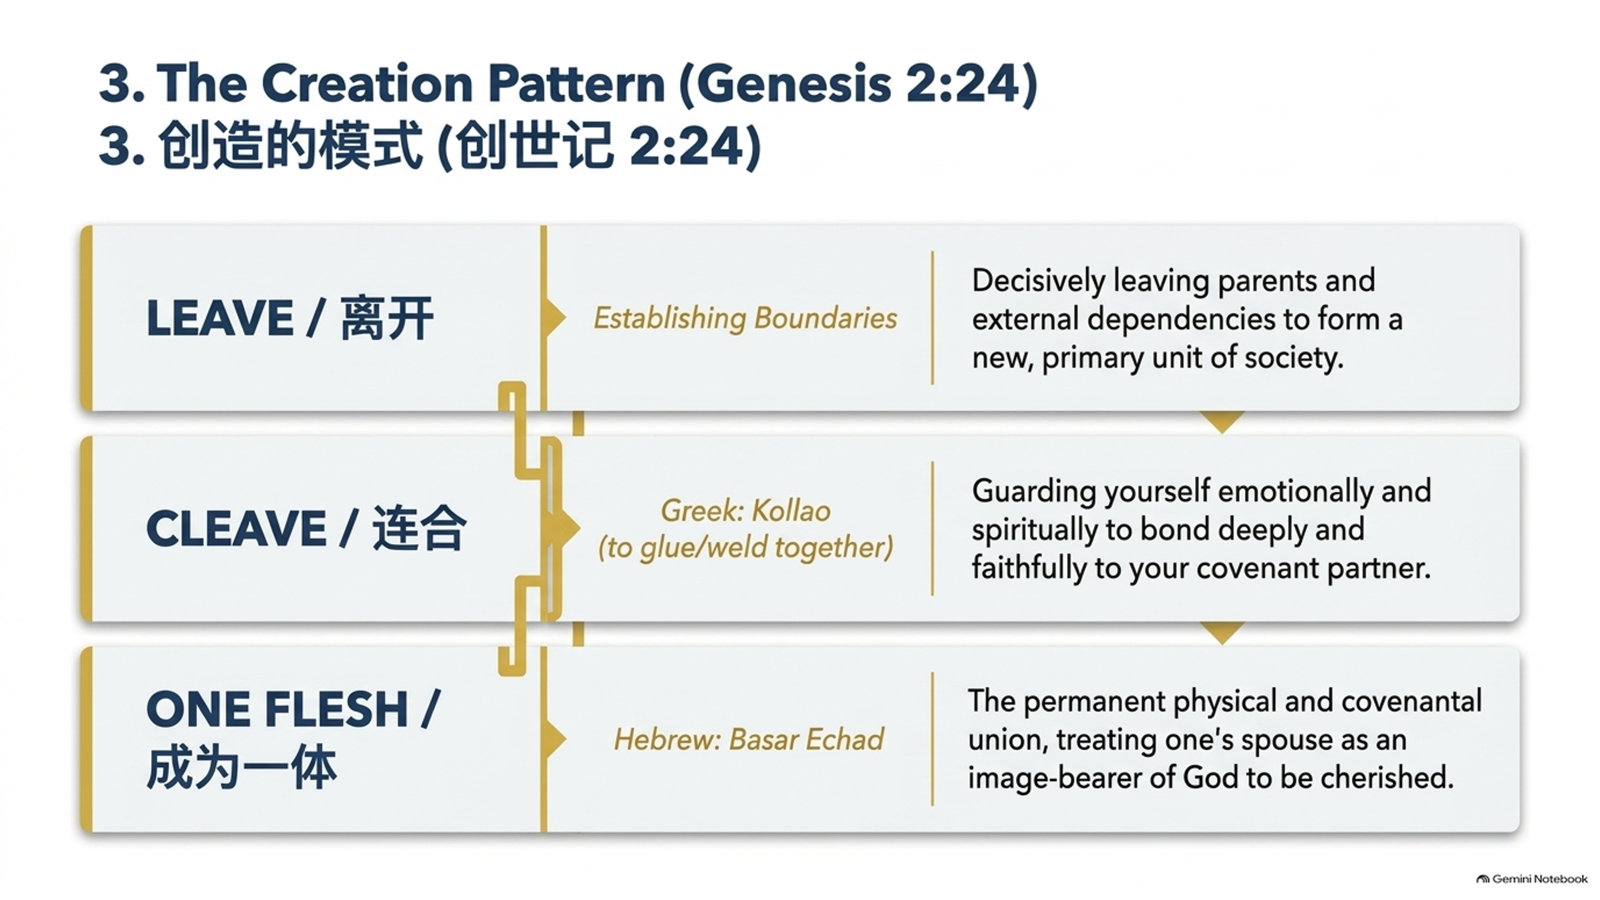 3. The Creation Pattern (Genesis 2:24)
3. 创造的模式 (创世记 2:24)
LEAVE / 离开
Establishing Boundaries
Decisively leaving parents and
external dependencies to form a
new, primary unit of society.
CLEAVE / 连合
Greek: Kollao
(to glue/weld together)
Guarding yourself emotionally and
spiritually to bond deeply and
faithfully to your covenant partner.
ONE FLESH /
成为一体
Hebrew: Basar Echad
The permanent physical and covenantal
union, treating one's spouse as an
image-bearer of God to be cherished.
Gemini Notebook